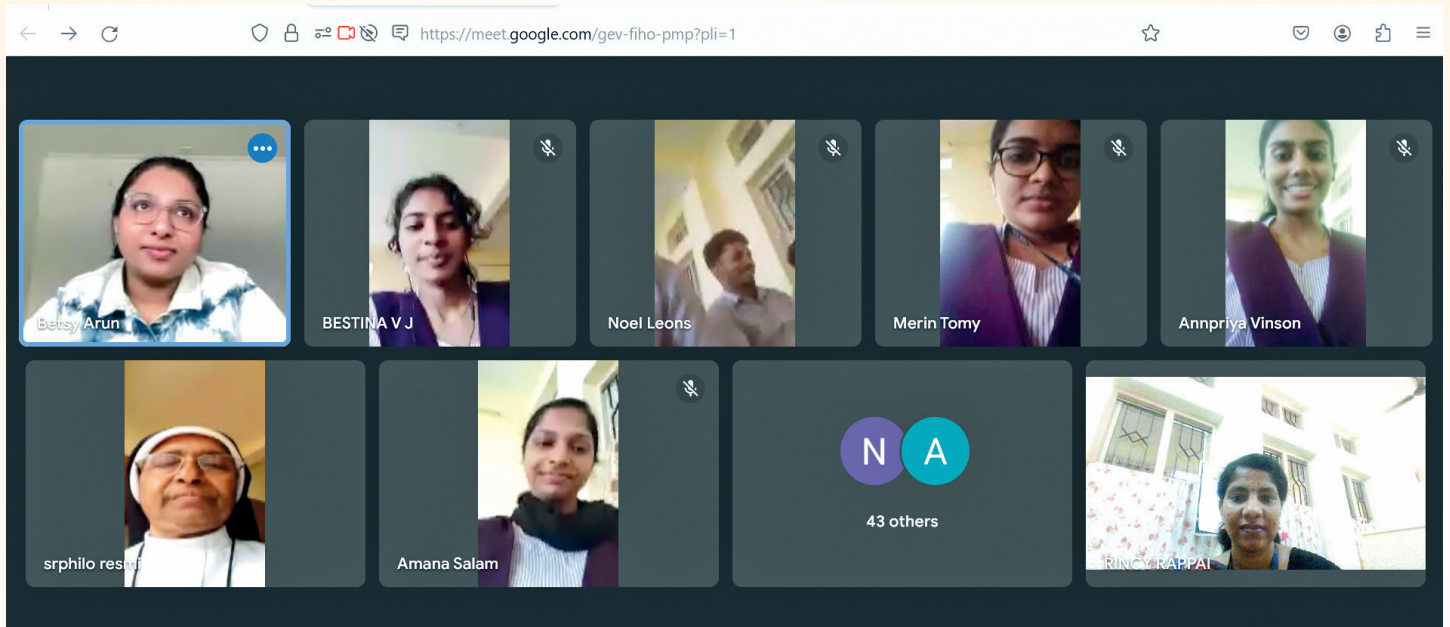 https://meet.google.com/gev-fiho-pmp?pli=1
Betsy Arun
BESTINA V J
Noel Leons
Merin Tomy
Annpriya Vinson
srphilo resmi
Amana Salam
N A
43 others
RINCY RAPPAI